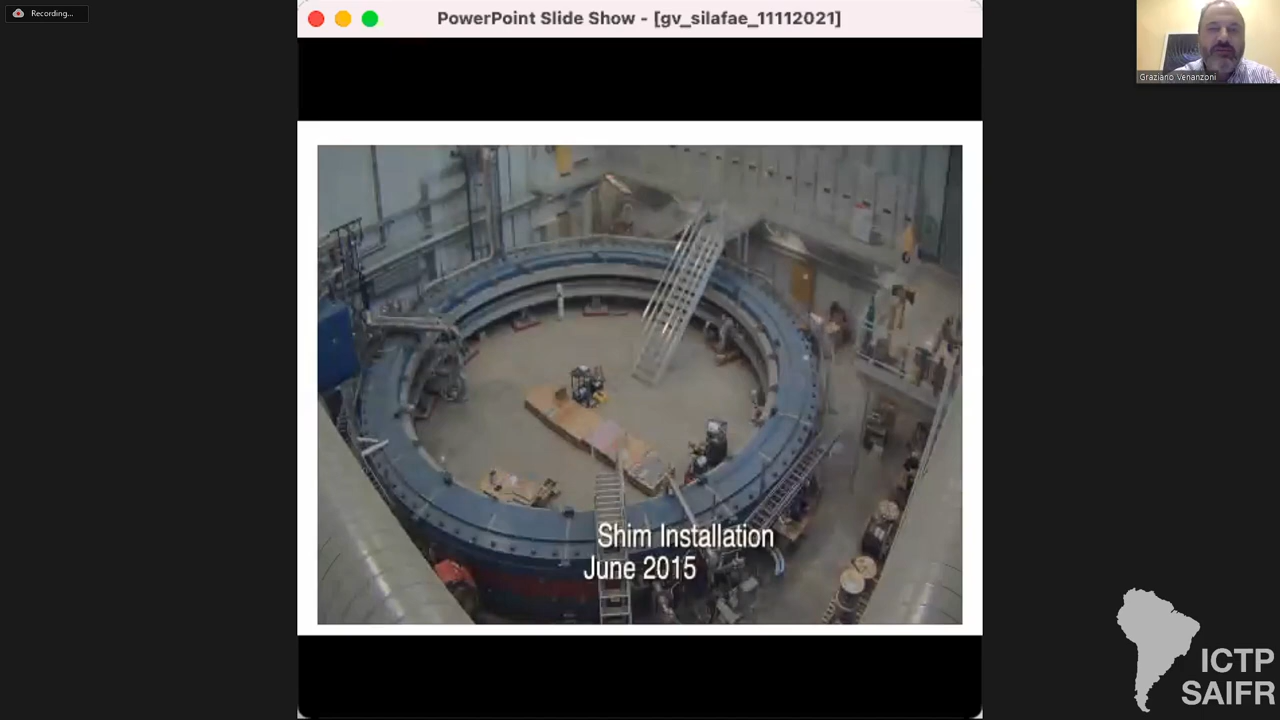 Recording...
PowerPoint Slide Show - [gv_silafae_11112021]
Graziano Venanzoni
Shim Installation
June 2015
ICTP
SAIFR